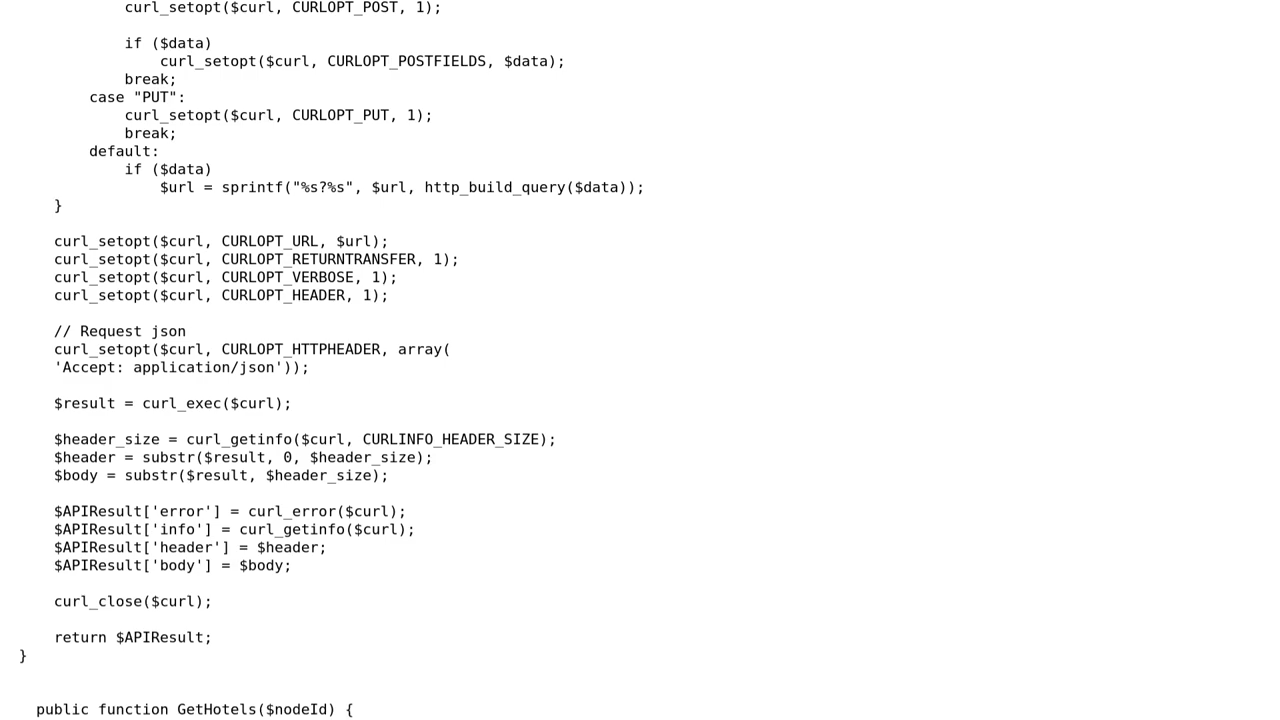 curl_setopt($curl, CURLOPT_POST, 1);
if ($data)
curl_setopt($curl, CURLOPT_POSTFIELDS, $data);
break;
case "PUT":
curl_setopt($curl, CURLOPT_PUT, 1);
break;
default:
if ($data)
$url = sprintf("%s?%s", $url, http_build_query($data));
}
curl_setopt($curl, CURLOPT_URL, $url);
curl_setopt($curl, CURLOPT_RETURNTRANSFER, 1);
curl_setopt($curl, CURLOPT_VERBOSE, 1);
curl_setopt($curl, CURLOPT_HEADER, 1);
// Request json
curl_setopt($curl, CURLOPT_HTTPHEADER, array(
'Accept: application/json'));
$result = curl_exec($curl);
$header_size = curl_getinfo($curl, CURLINFO_HEADER_SIZE);
$header = substr($result, 0, $header_size);
$body = substr($result, $header_size);
$APIResult['error'] = curl_error($curl);
$APIResult['info'] = curl_getinfo($curl);
$APIResult['header'] = $header;
$APIResult['body'] = $body;
curl_close($curl);
return $APIResult;
}
public function GetHotels($nodeId) {